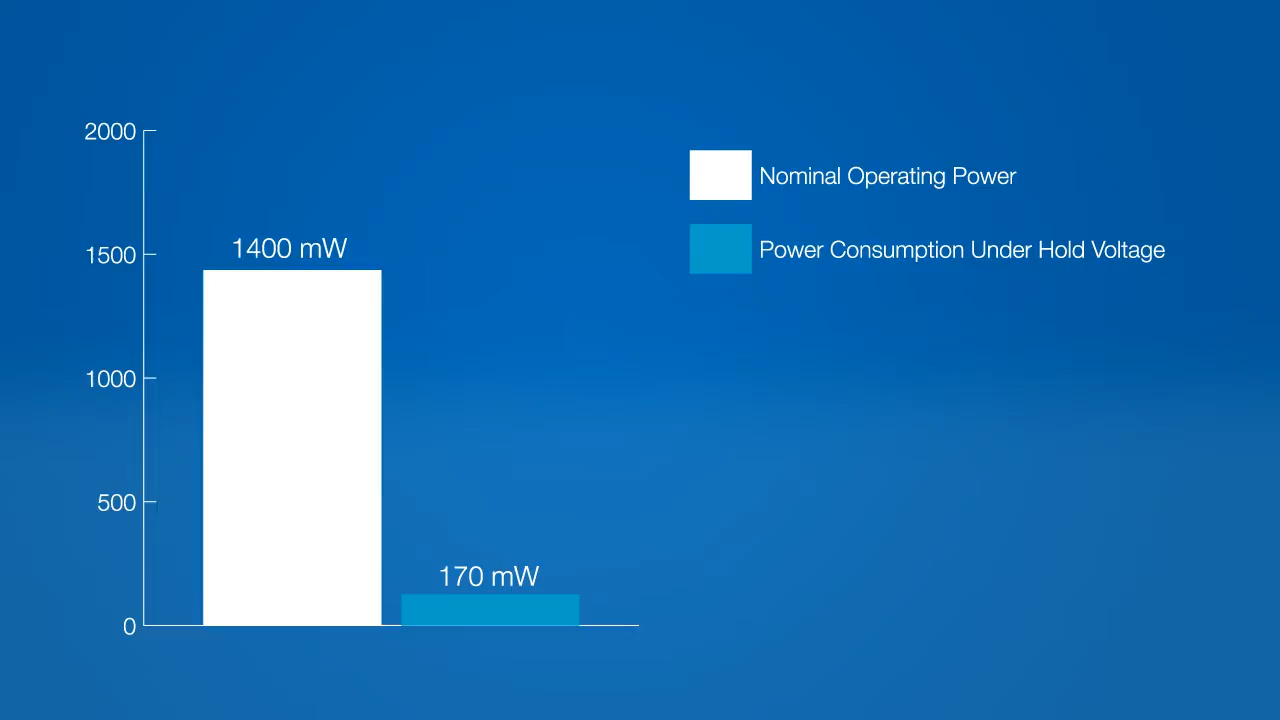 2000
1500
1000
500
0
1400 mW
170 mW
Nominal Operating Power
Power Consumption Under Hold Voltage